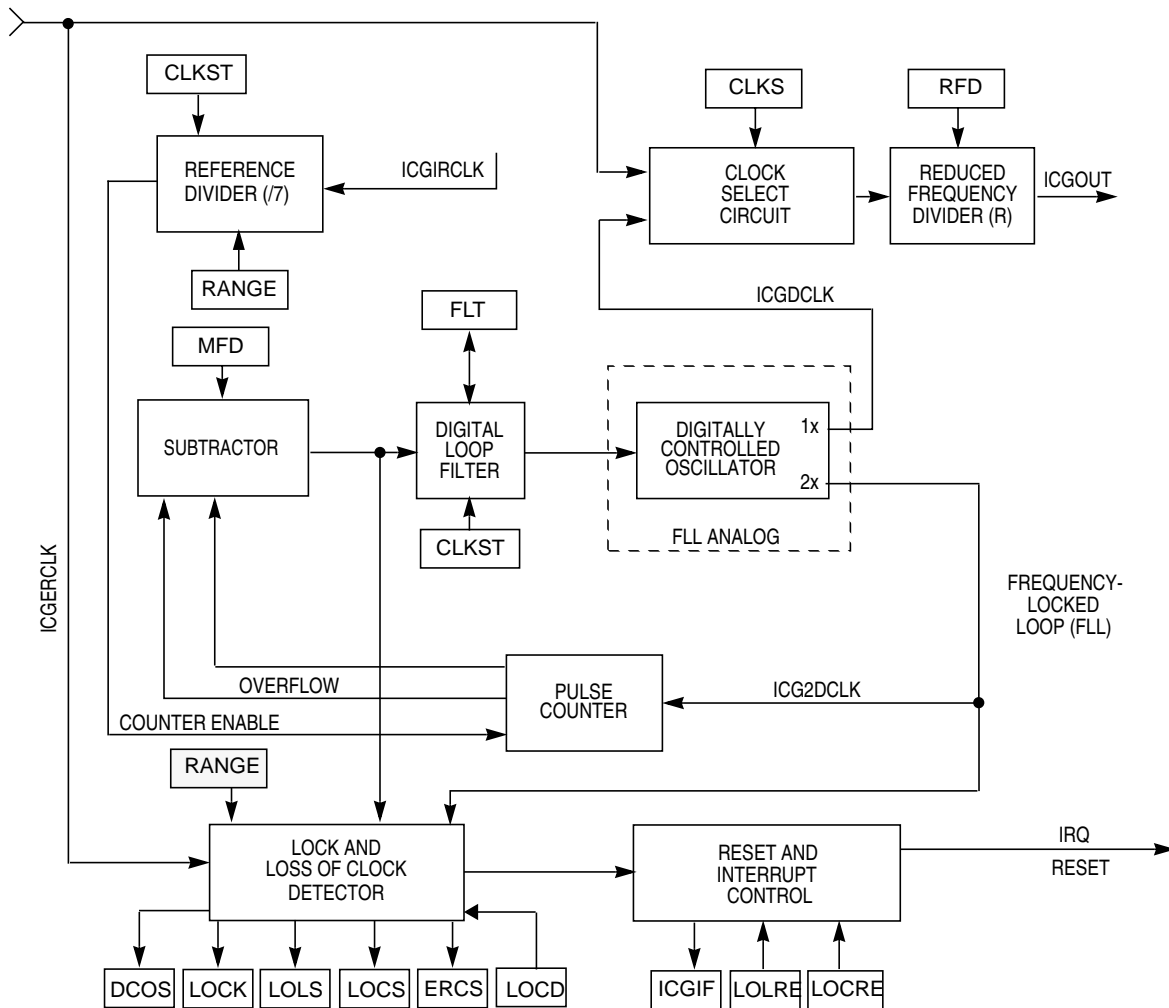 CLKST
CLKS
RFD
REFERENCE
DIVIDER (/7)
ICGIRCLK
CLOCK
SELECT
CIRCUIT
REDUCED
FREQUENCY
DIVIDER (R)
ICGOUT
RANGE
ICGDCLK
FLT
MFD
SUBTRACTOR
DIGITAL
LOOP
FILTER
DIGITALLY
CONTROLLED
OSCILLATOR
1x
2x
FLL ANALOG
CLKST
ICGERCLK
FREQUENCY-
LOCKED
LOOP (FLL)
OVERFLOW
PULSE
COUNTER
ICG2DCLK
COUNTER ENABLE
RANGE
LOCK AND
LOSS OF CLOCK
DETECTOR
RESET AND
INTERRUPT
CONTROL
IRQ
RESET
DCOS
LOCK
LOLS
LOCS
ERCS
LOCD
ICGIF
LOLRE
LOCRE